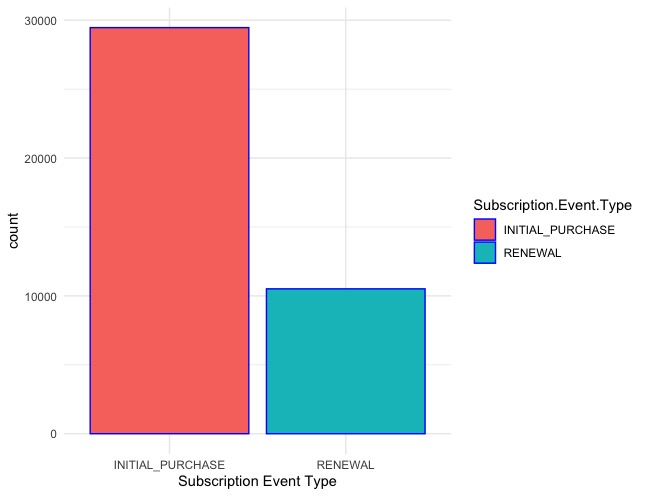 30000
20000
10000
0
count
INITIAL_PURCHASE
RENEWAL
Subscription Event Type
Subscription.Event.Type
INITIAL_PURCHASE
RENEWAL